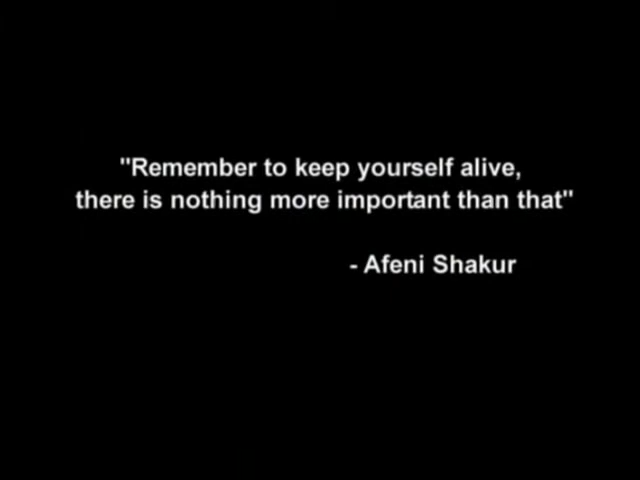 "Remember to keep yourself alive,
there is nothing more important than that"
- Afeni Shakur